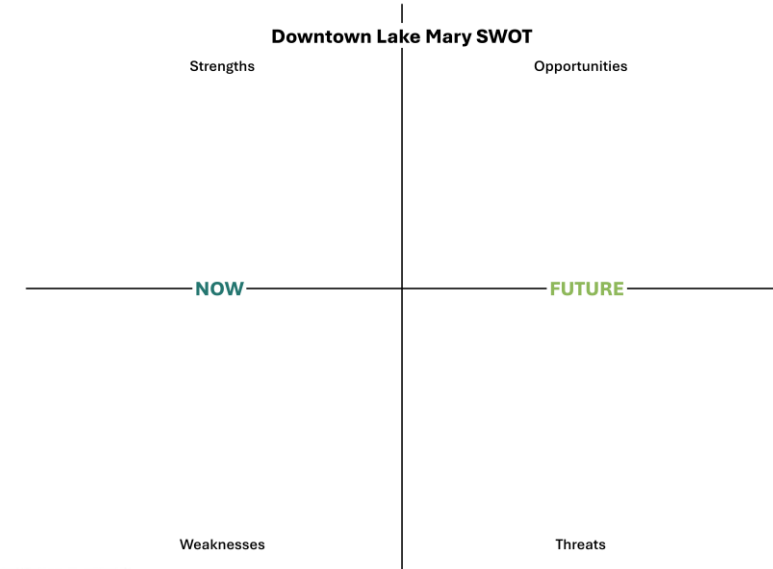 Downtown Lake Mary SWOT
Strengths
Opportunities
NOW
FUTURE
Weaknesses
Threats